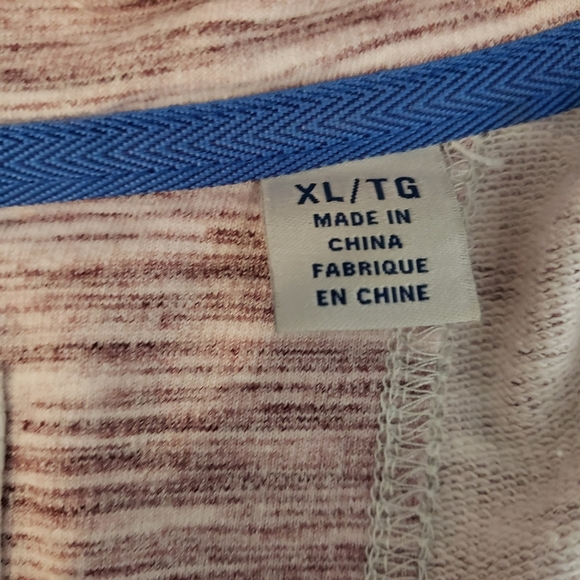 XL/TG
MADE IN
CHINA
FABRIQUE
EN CHINE